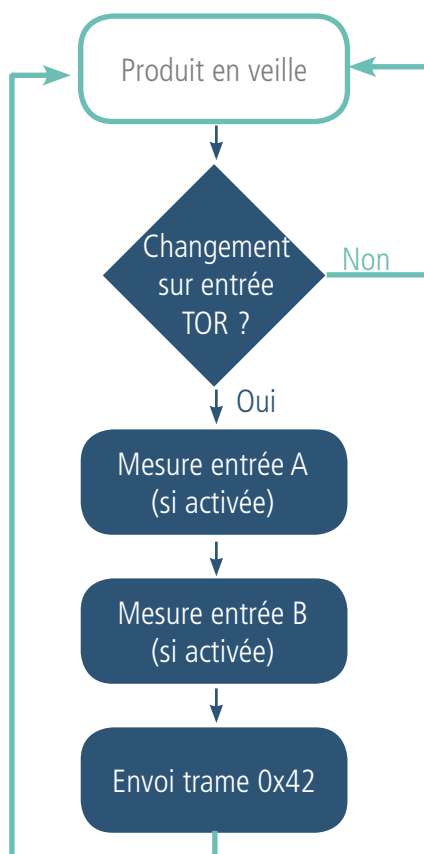 Produit en veille
Changement
sur entrée
TOR ?
Non
Oui
Mesure entrée A
(si activée)
Mesure entrée B
(si activée)
Envoi trame 0x42